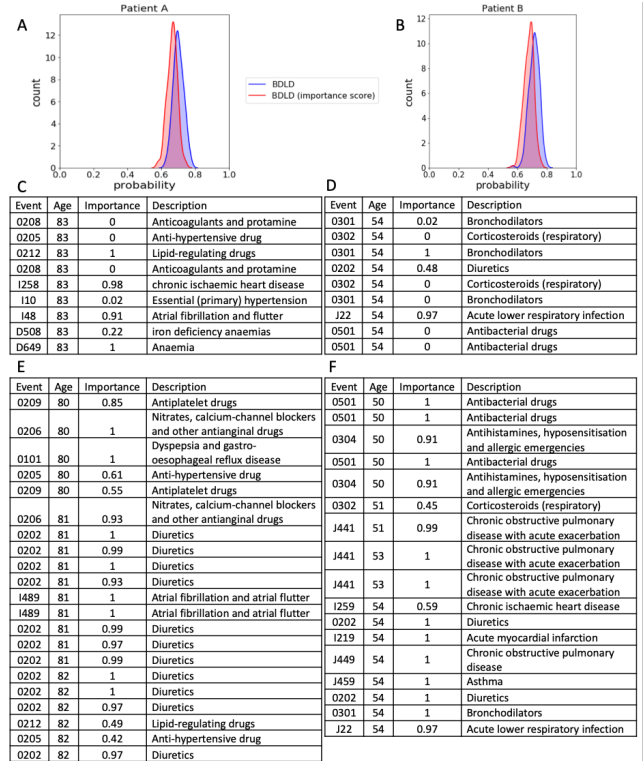 Patient A
A
12
10
8
6
4
2
0
count
0.0 0.2 0.4 0.6 0.8 1.0
probability
BDLD
BDLD (importance score)
Patient B
B
12
10
8
6
4
2
0
count
0.0 0.2 0.4 0.6 0.8 1.0
probability
C
Event Age Importance Description
0208 83 0 Anticoagulants and protamine
0205 83 0 Anti-hypertensive drug
0212 83 1 Lipid-regulating drugs
0208 83 0 Anticoagulants and protamine
I258 83 0.98 chronic ischaemic heart disease
I10 83 0.02 Essential (primary) hypertension
I48 83 0.91 Atrial fibrillation and flutter
D508 83 0.22 iron deficiency anaemias
D649 83 1 Anaemia
D
Event Age Importance Description
0301 54 0.02 Bronchodilators
0302 54 0 Corticosteroids (respiratory)
0301 54 1 Bronchodilators
0202 54 0.48 Diuretics
0302 54 0 Corticosteroids (respiratory)
0301 54 0 Bronchodilators
J22 54 0.97 Acute lower respiratory infection
0501 54 0 Antibacterial drugs
0501 54 0 Antibacterial drugs
E
Event Age Importance Description
0209 80 0.85 Antiplatelet drugs
Nitrates, calcium-channel blockers
0206 80 1 and other antianginal drugs
Dyspepsia and gastro-
0101 80 1 oesophageal reflux disease
0205 80 0.61 Anti-hypertensive drug
0209 80 0.55 Antiplatelet drugs
Nitrates, calcium-channel blockers
0206 81 0.93 and other antianginal drugs
0202 81 1 Diuretics
0202 81 0.99 Diuretics
0202 81 1 Diuretics
0202 81 0.93 Diuretics
I489 81 1 Atrial fibrillation and atrial flutter
I489 81 1 Atrial fibrillation and atrial flutter
0202 81 0.99 Diuretics
0202 81 0.97 Diuretics
0202 81 0.99 Diuretics
0202 82 1 Diuretics
0202 82 1 Diuretics
0202 82 0.97 Diuretics
0212 82 0.49 Lipid-regulating drugs
0205 82 0.42 Anti-hypertensive drug
0202 82 0.97 Diuretics
F
Event Age Importance Description
0501 50 1 Antibacterial drugs
0501 50 1 Antibacterial drugs
0304 50 0.91 Antihistamines, hyposensitisation
and allergic emergencies
0501 50 1 Antibacterial drugs
0304 50 0.91 Antihistamines, hyposensitisation
and allergic emergencies
0302 51 0.45 Corticosteroids (respiratory)
J441 51 0.99 Chronic obstructive pulmonary
disease with acute exacerbation
J441 53 1 Chronic obstructive pulmonary
disease with acute exacerbation
J441 53 1 Chronic obstructive pulmonary
disease with acute exacerbation
I259 54 0.59 Chronic ischaemic heart disease
0202 54 1 Diuretics
I219 54 1 Acute myocardial infarction
J449 54 1 Chronic obstructive pulmonary
disease
J459 54 1 Asthma
0202 54 1 Diuretics
0301 54 1 Bronchodilators
J22 54 0.97 Acute lower respiratory infection